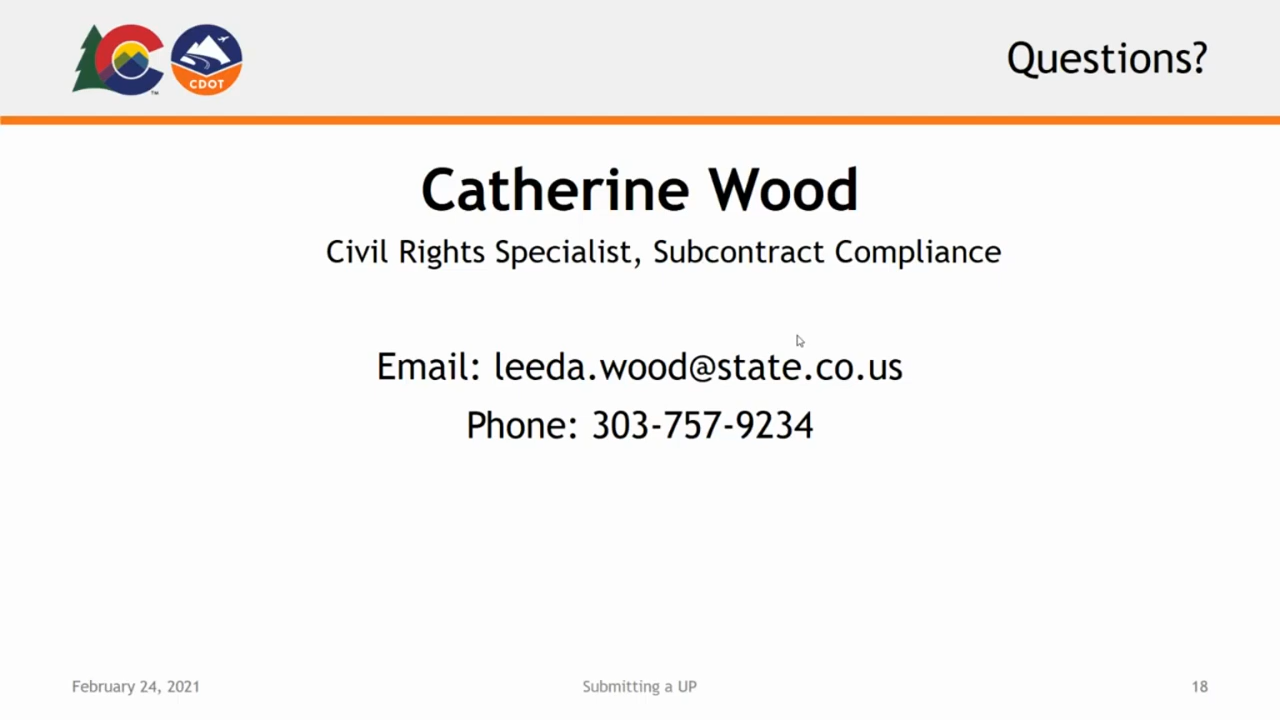 CDOT
Questions?
Catherine Wood
Civil Rights Specialist, Subcontract Compliance
Email: leeda.wood@state.co.us
Phone: 303-757-9234
February 24, 2021
Submitting a UP
18